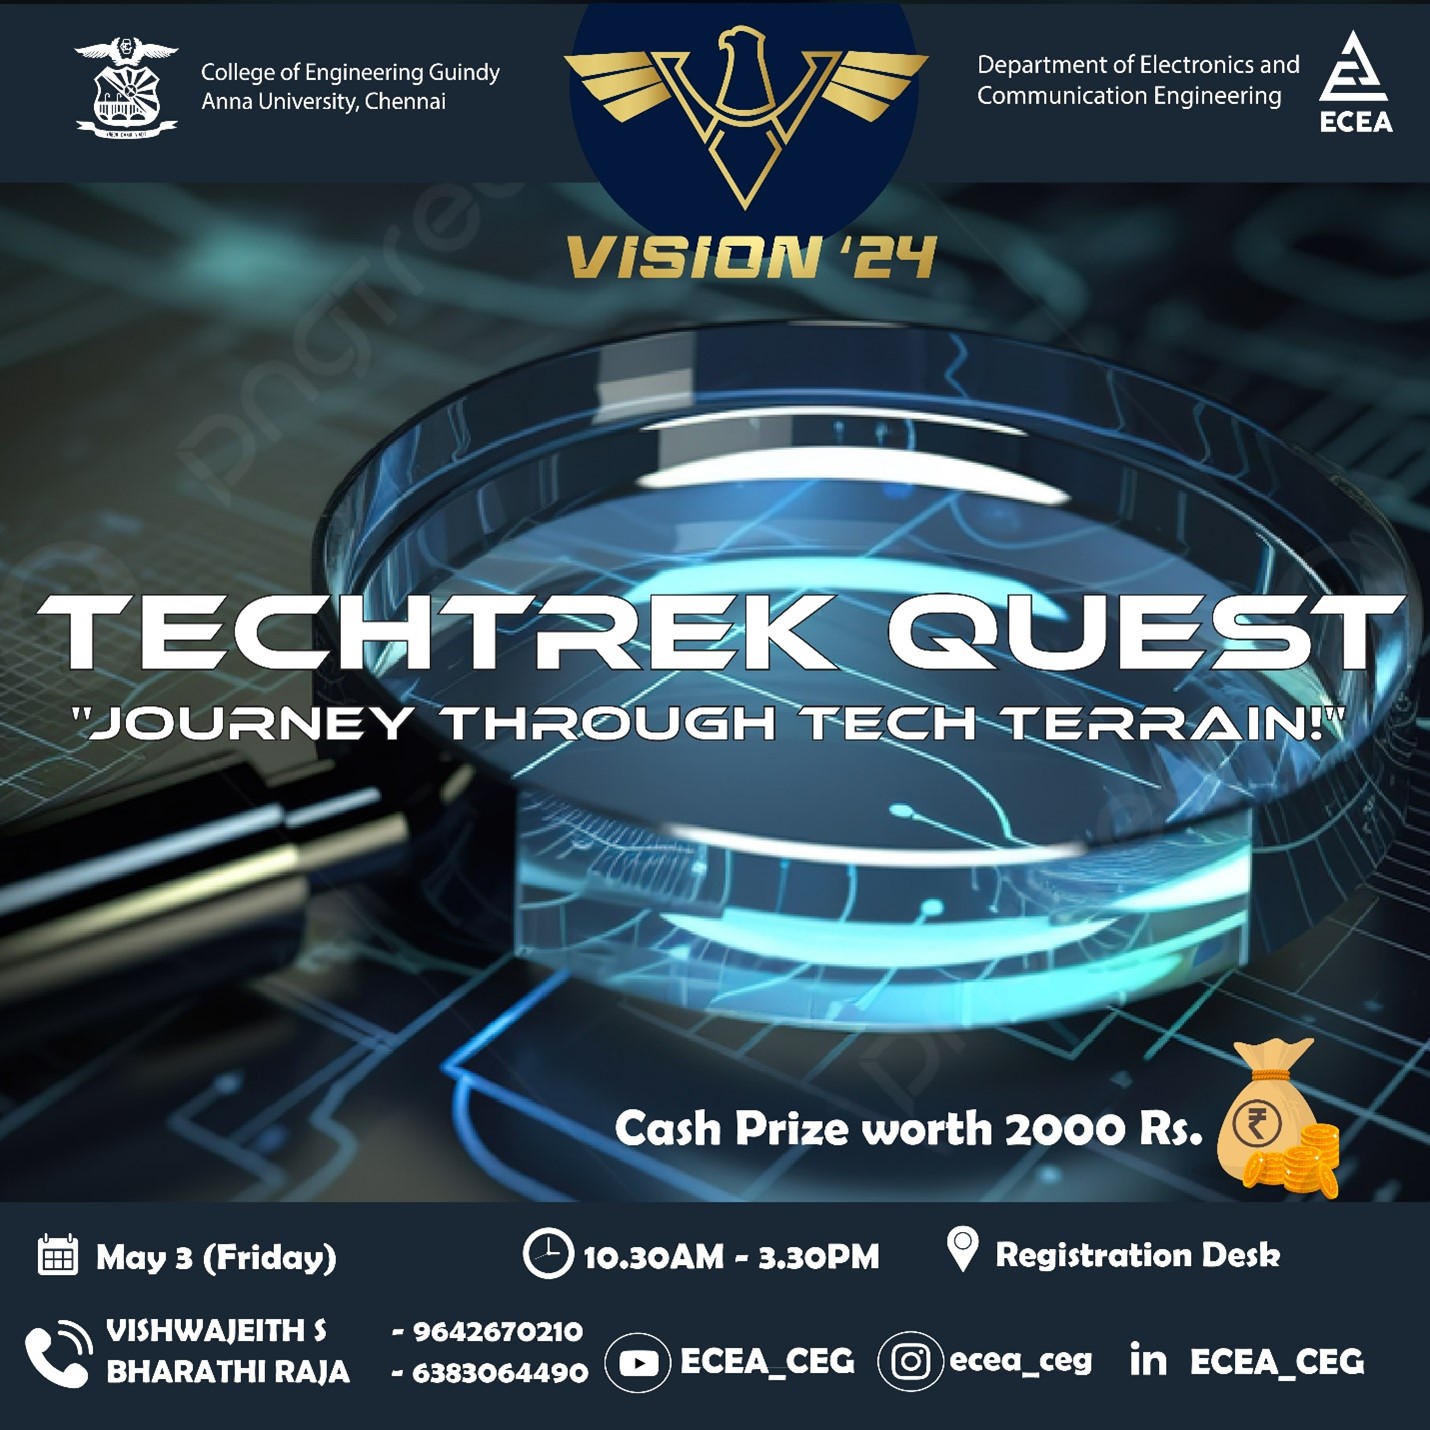 College of Engineering Guindy
Anna University, Chennai
Department of Electronics and
Communication Engineering
ECEA
VISION '24
pngtree
TECHTREK QUEST
"JOURNEY THROUGH TECH TERRAIN!"
Cash Prize worth 2000 Rs.
₹
May 3 (Friday)
10.30AM - 3.30PM
Registration Desk
VISHWAJEITH S - 9642670210
BHARATHI RAJA - 6383064490
ECEA_CEG
ecea_ceg
in ECEA_CEG